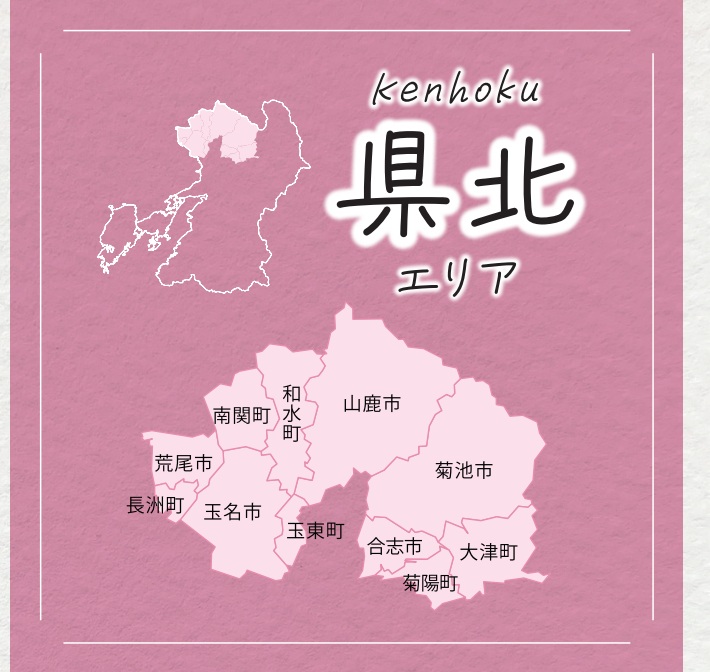 kenhoku
県北
エリア
和水町
山鹿市
南関町
荒尾市
菊池市
長洲町
玉名市
玉東町
合志市
大津町
菊陽町